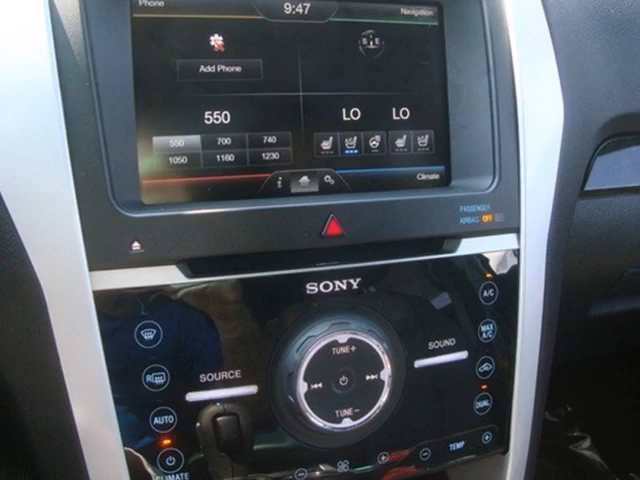 Phone 9:47 Navigation
Add Phone
S E
550 LO LO
550 700 740
1050 1160 1230
i Climate
PASSENGER
AIRBAG OFF
SONY
A/C
TUNE+
MAX
A/C
SOURCE SOUND
R
AUTO
TUNE-
DUAL
TEMP
CLIMATE